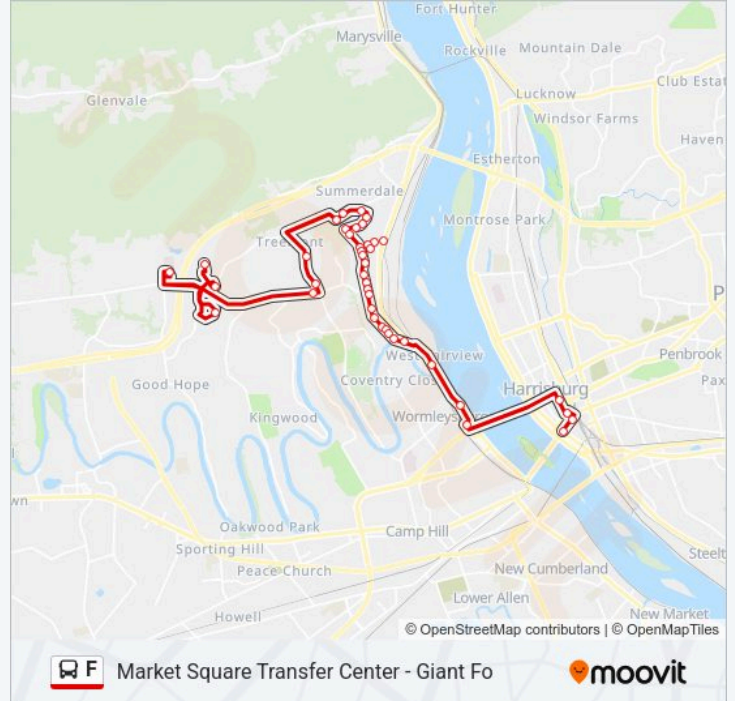 Fort Hunter
Marysville
Rockville
Mountain Dale
Glenvale
Club Estat
Lucknow
Windsor Farms
Haven
Estherton
Summerdale
Montrose Park
Treemont
P
West Fairview
Penbrook
Good Hope
Coventry Close
Harrisburg
Pax
Kingwood
Wormleysburg
wn
Oakwood Park
Camp Hill
Sporting Hill
Steelt
Peace Church
New Cumberland
Lower Allen
Howell
New Market
© OpenStreetMap contributors | © OpenMapTiles
F Market Square Transfer Center - Giant Fo
moovit